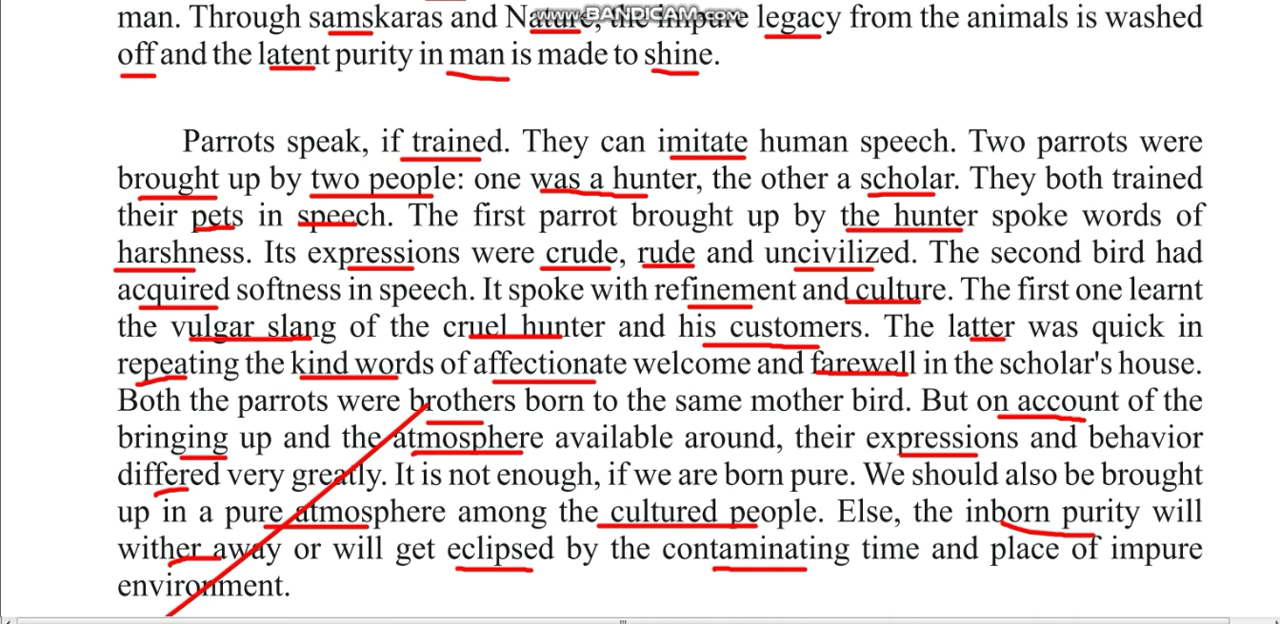 man. Through samskaras and Nature, the impure legacy from the animals is washed
www.BANDICAM.com
off and the latent purity in man is made to shine.
Parrots speak, if trained. They can imitate human speech. Two parrots were
brought up by two people: one was a hunter, the other a scholar. They both trained
their pets in speech. The first parrot brought up by the hunter spoke words of
harshness. Its expressions were crude, rude and uncivilized. The second bird had
acquired softness in speech. It spoke with refinement and culture. The first one learnt
the vulgar slang of the cruel hunter and his customers. The latter was quick in
repeating the kind words of affectionate welcome and farewell in the scholar's house.
Both the parrots were brothers born to the same mother bird. But on account of the
bringing up and the atmosphere available around, their expressions and behavior
differed very greatly. It is not enough, if we are born pure. We should also be brought
up in a pure atmosphere among the cultured people. Else, the inborn purity will
wither away or will get eclipsed by the contaminating time and place of impure
environment.